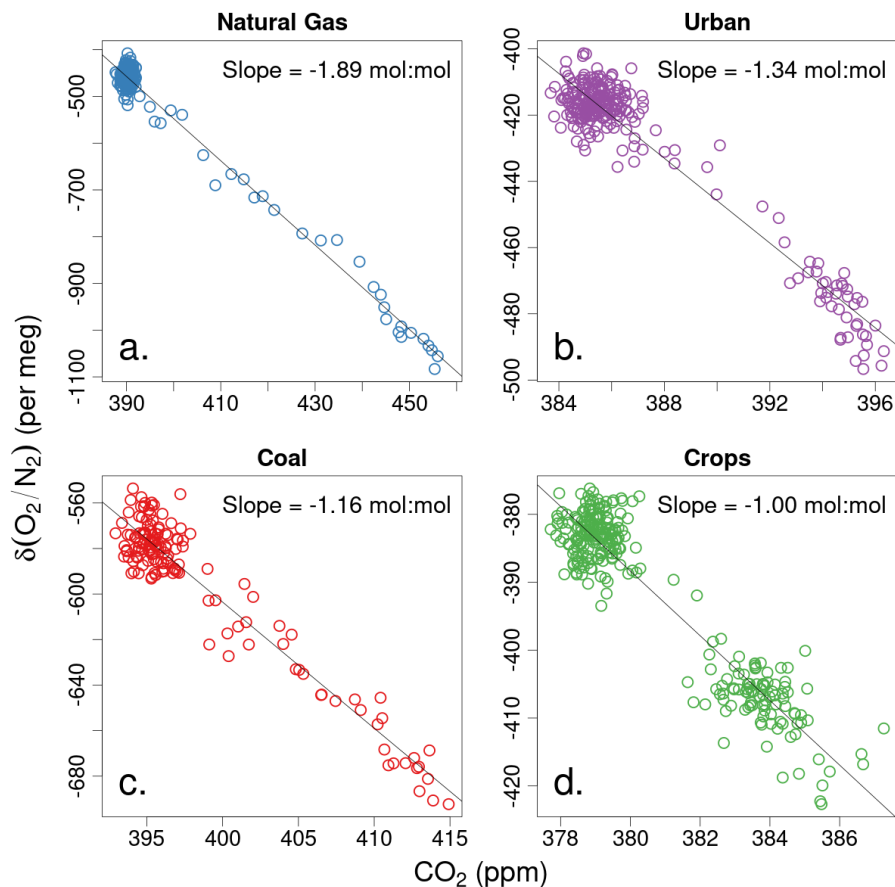 Natural Gas
Urban
Slope = -1.89 mol:mol
Slope = -1.34 mol:mol
-500
-700
-900
-1100
-400
-420
-440
-460
-480
-500
a.
b.
390 410 430 450
384 388 392 396
δ(O₂/N₂) (per meg)
Coal
Crops
Slope = -1.16 mol:mol
Slope = -1.00 mol:mol
-560
-600
-640
-680
-380
-390
-400
-410
-420
c.
d.
395 400 405 410 415
378 380 382 384 386
CO₂ (ppm)